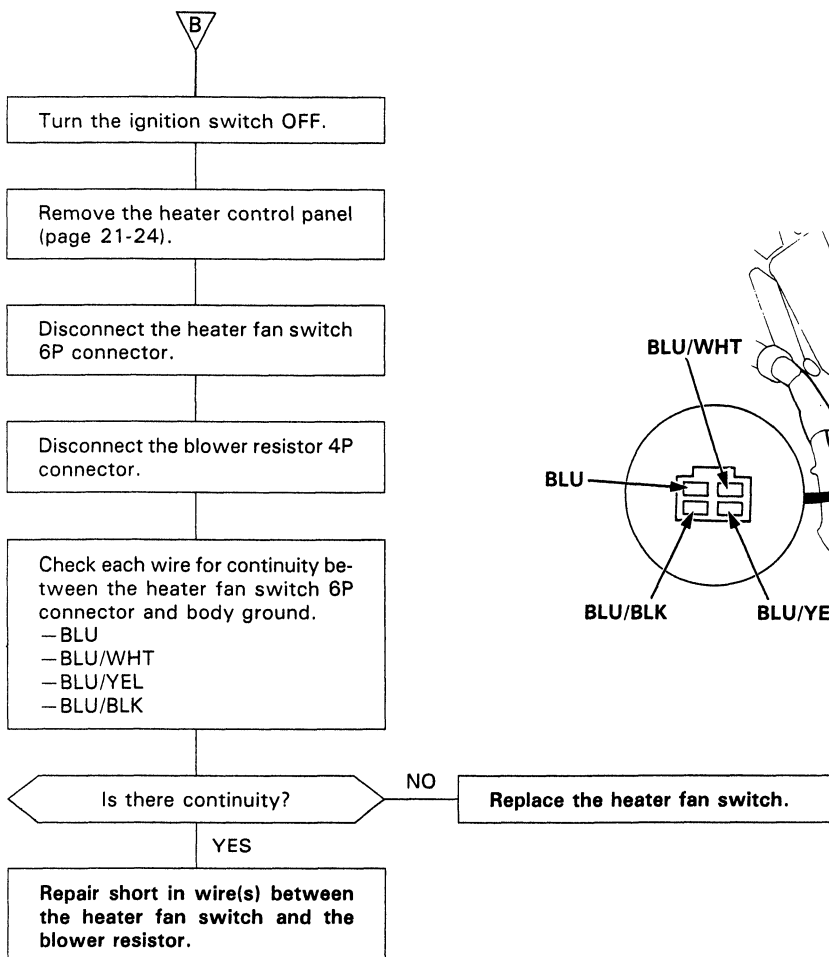 B
Turn the ignition switch OFF.
Remove the heater control panel
(page 21-24).
Disconnect the heater fan switch
6P connector.
Disconnect the blower resistor 4P
connector.
Check each wire for continuity be-
tween the heater fan switch 6P
connector and body ground.
—BLU
—BLU/WHT
—BLU/YEL
—BLU/BLK
Is there continuity?
NO
Replace the heater fan switch.
YES
Repair short in wire(s) between
the heater fan switch and the
blower resistor.
BLU/WHT
BLU
BLU/BLK
BLU/YE